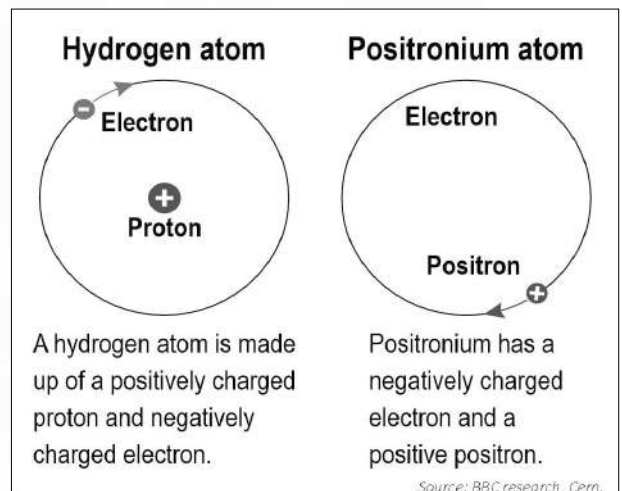 Hydrogen atom
Electron
Proton
A hydrogen atom is made
up of a positively charged
proton and negatively
charged electron.
Positronium atom
Electron
Positron
Positronium has a
negatively charged
electron and a
positive positron.
Source: BBC research, Cern.